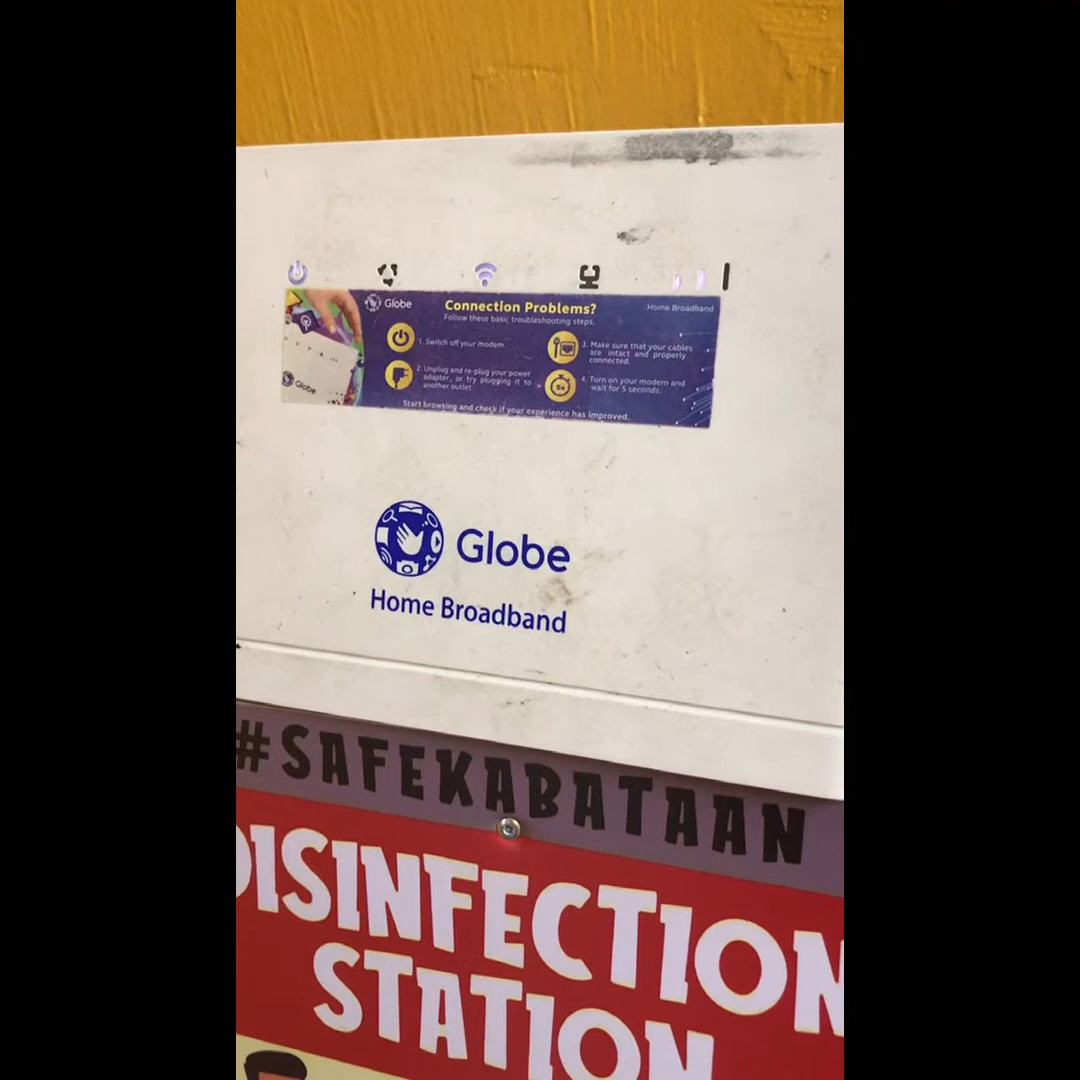 Globe
Connection Problems?
Home Broadband
Follow these basic troubleshooting steps.
1. Switch off your modem.
2. Unplug and re-plug your power
adapter, or try plugging it to
another outlet
3. Make sure that your cables
are intact and properly
connected.
4. Turn on your modem and
wait for 5 seconds.
5s
Globe
Start browsing and check if your experience has improved.
Globe
Home Broadband
#SAFEKABATAAN
DISINFECTION
STATION